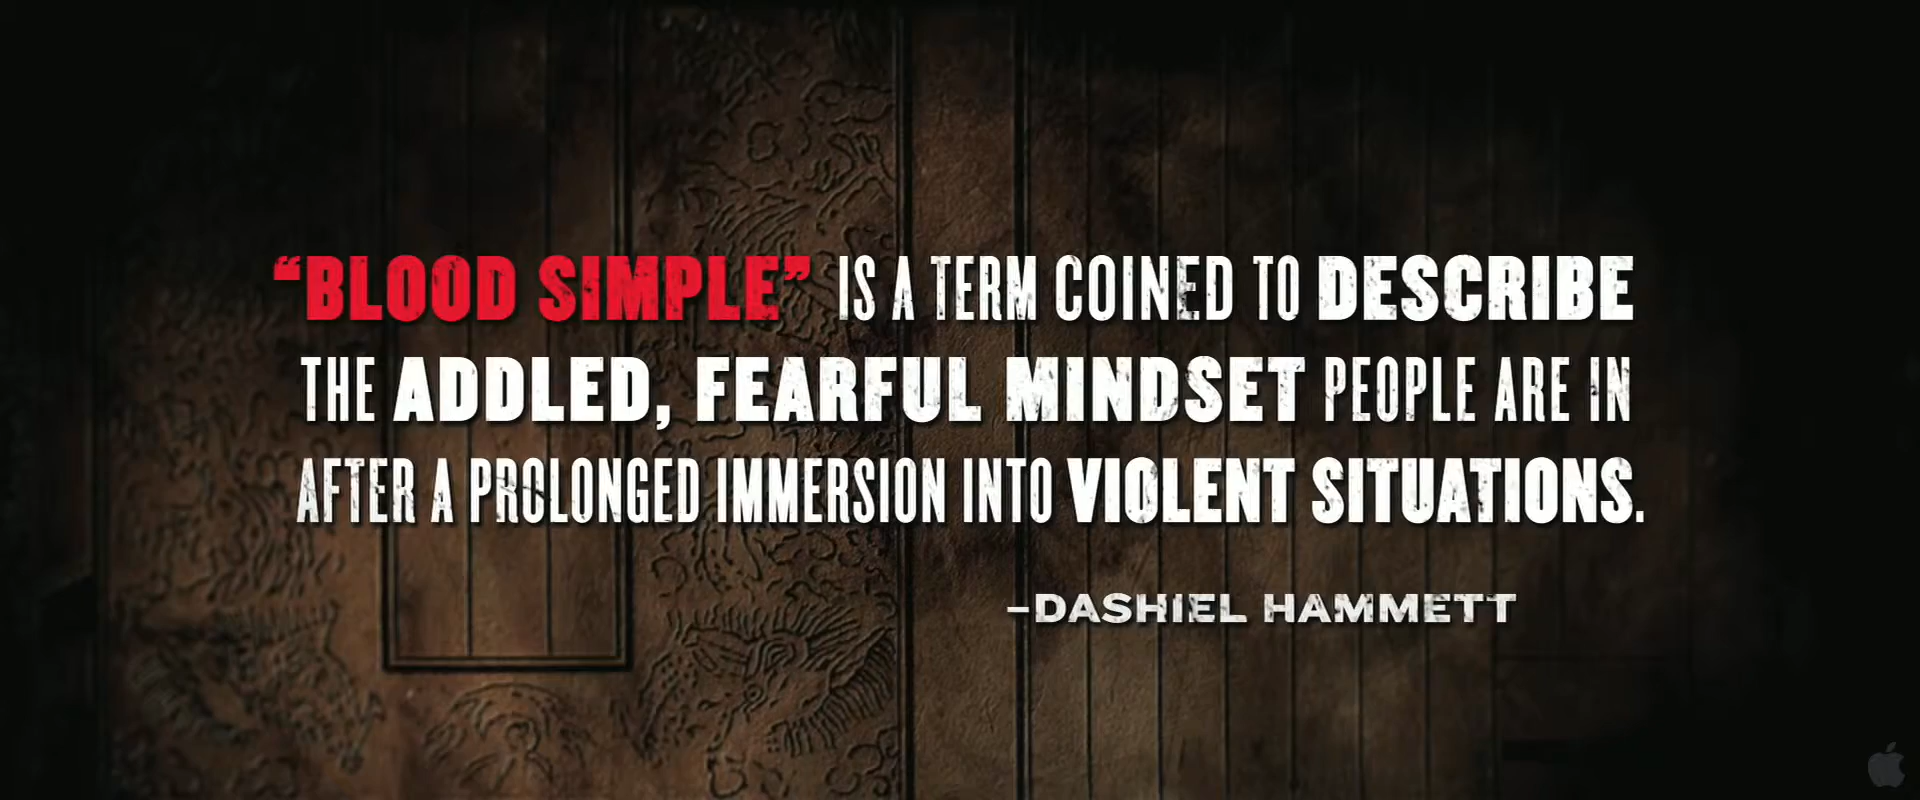 “BLOOD SIMPLE” IS A TERM COINED TO DESCRIBE
THE ADDLED, FEARFUL MINDSET PEOPLE ARE IN
AFTER A PROLONGED IMMERSION INTO VIOLENT SITUATIONS.
–DASHIEL HAMMETT